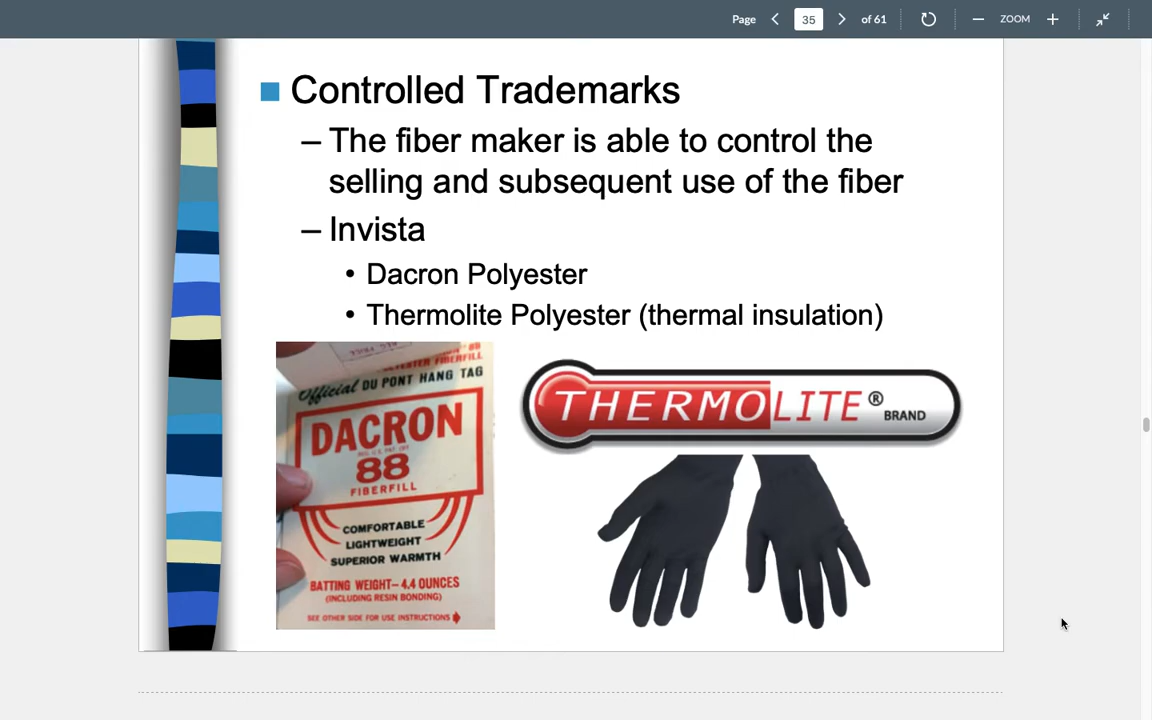 Page 35 of 61 ZOOM
Controlled Trademarks
– The fiber maker is able to control the
selling and subsequent use of the fiber
– Invista
• Dacron Polyester
• Thermolite Polyester (thermal insulation)
88
FIBERFILL
Official DU PONT HANG TAG
DACRON
88
FIBERFILL
COMFORTABLE
LIGHTWEIGHT
SUPERIOR WARMTH
BATTING WEIGHT–4.4 OUNCES
(INCLUDING RESIN BONDING)
SEE OTHER SIDE FOR USE INSTRUCTIONS
THERMOLITE® BRAND